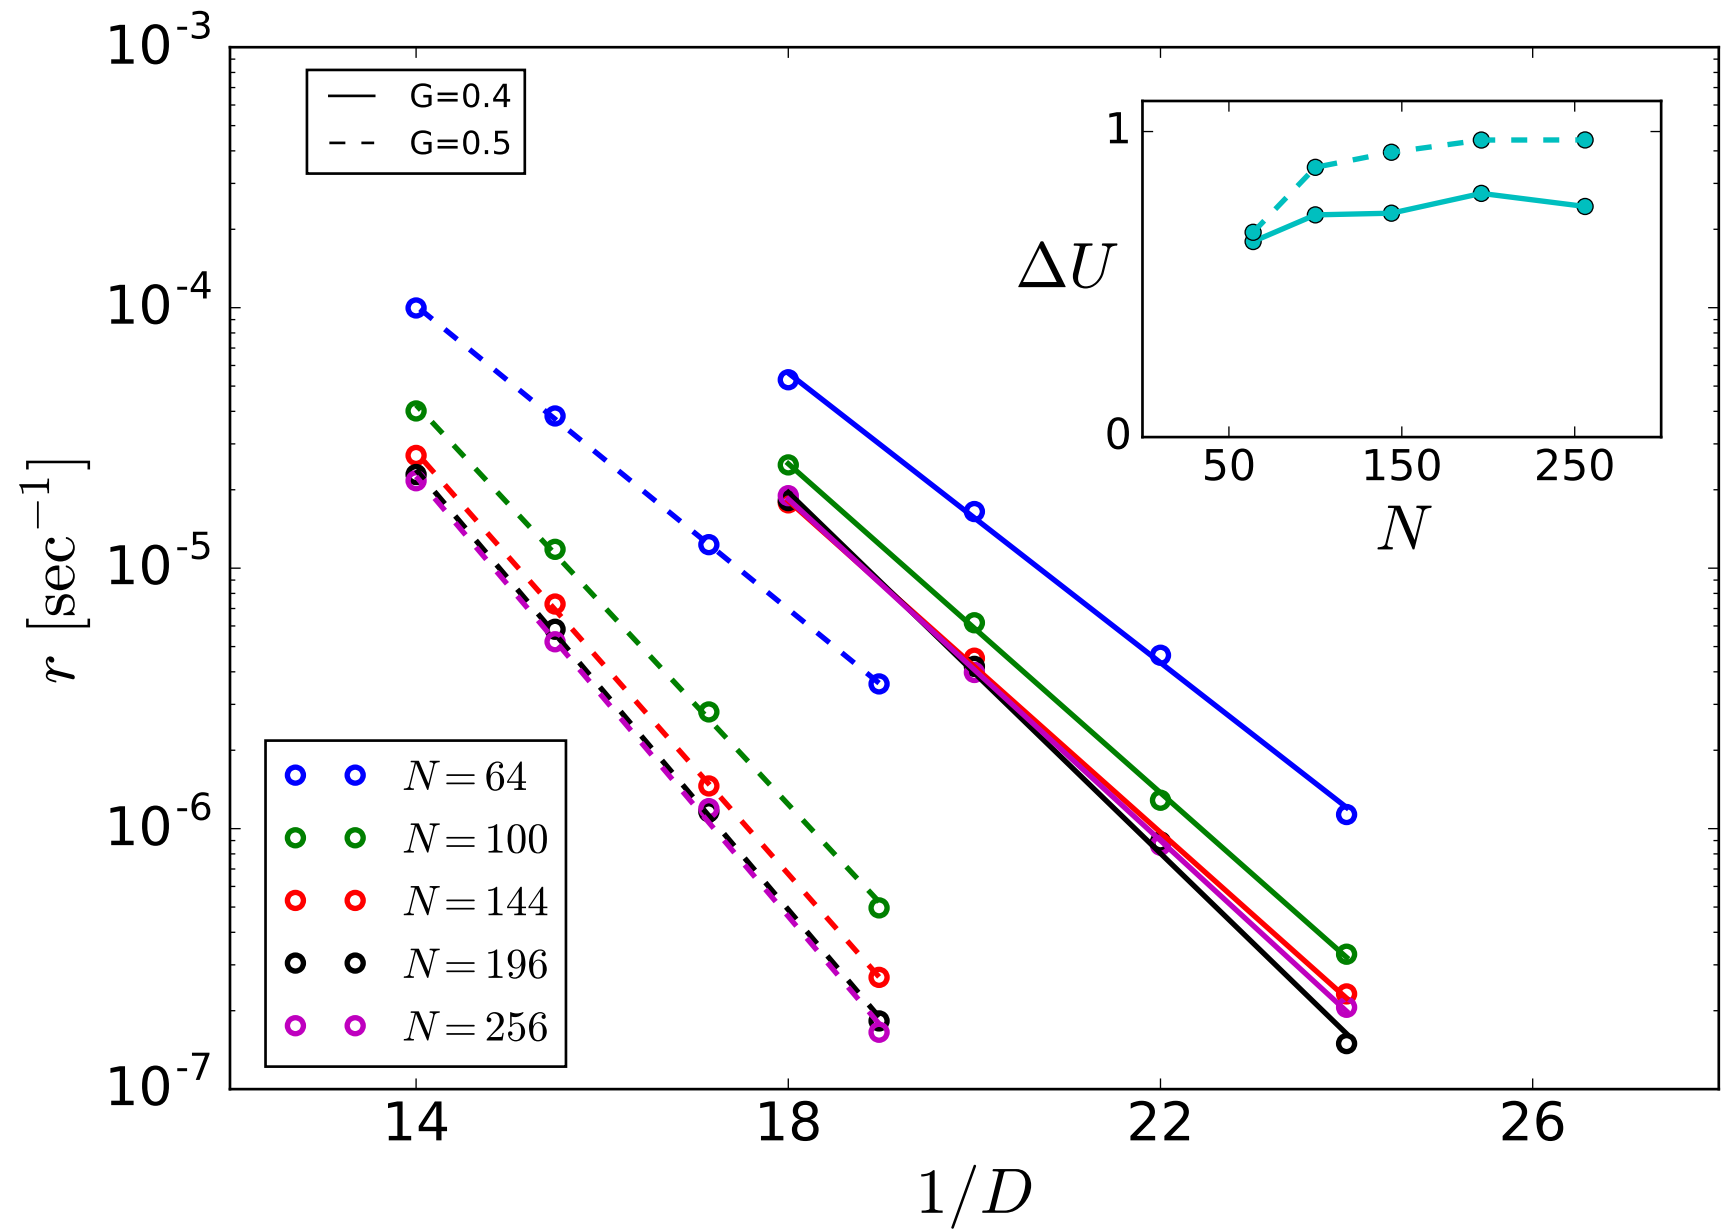 10^-3
10^-4
10^-5
10^-6
10^-7
r [sec^−1]
G=0.4
G=0.5
N = 64
N = 100
N = 144
N = 196
N = 256
14 18 22 26
1/D
1
0
ΔU
50 150 250
N